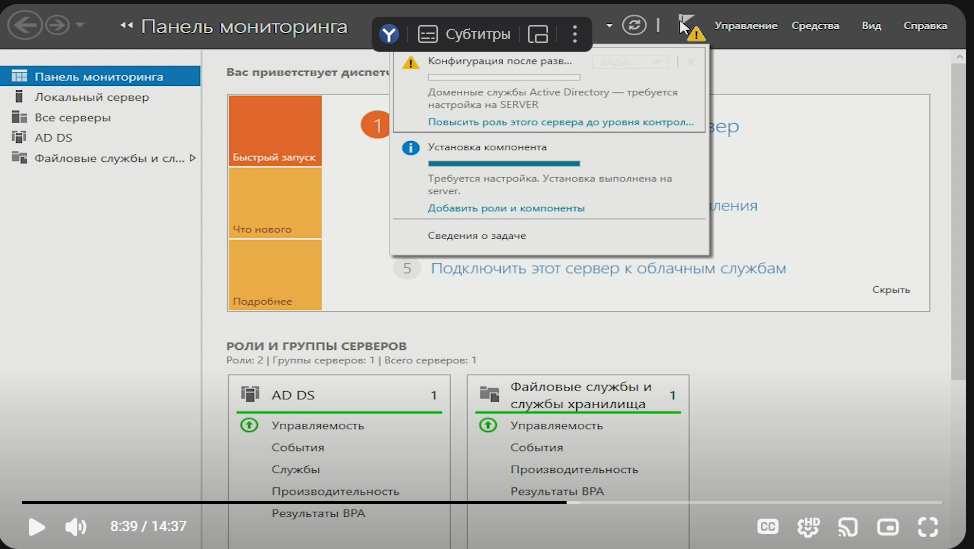 Панель мониторинга
Субтитры
Управление Средства Вид Справка
Панель мониторинга
Локальный сервер
Все серверы
AD DS
Файловые службы и сл...
Вас приветствует диспетч
Конфигурация после разв...
Доменные службы Active Directory — требуется
настройка на SERVER
Повысить роль этого сервера до уровня контрол...
Установка компонента
Требуется настройка. Установка выполнена на
server.
Добавить роли и компоненты
Сведения о задаче
1
вер
ления
Быстрый запуск
Что нового
Подробнее
5 Подключить этот сервер к облачным службам
Скрыть
РОЛИ И ГРУППЫ СЕРВЕРОВ
Роли: 2 | Группы серверов: 1 | Всего серверов: 1
AD DS 1
Управляемость
События
Службы
Производительность
Результаты BPA
Файловые службы и
службы хранилища 1
Управляемость
События
Производительность
Результаты BPA
8:39 / 14:37
CC
HD